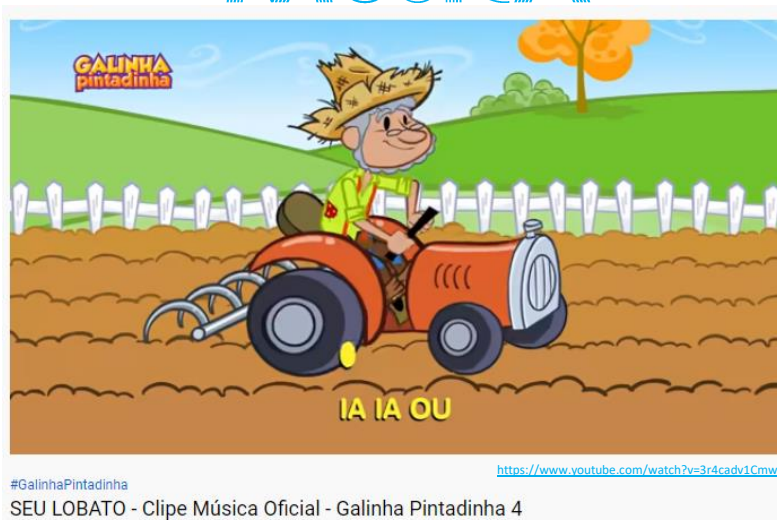 GALINHA
pintadinha
IA IA OU
https://www.youtube.com/watch?v=3r4cadv1Cmw
#GalinhaPintadinha
SEU LOBATO - Clipe Música Oficial - Galinha Pintadinha 4